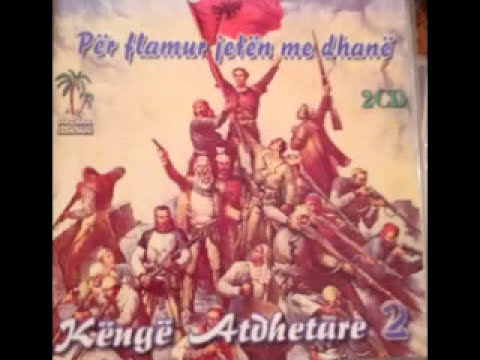 Për flamur jetën me dhanë
2CD
Këngë Atdhetare 2